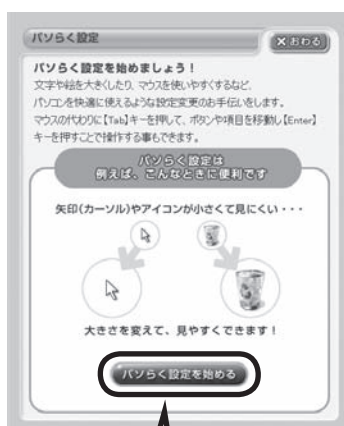 パソらく設定
×おわる
パソらく設定を始めましょう！
文字や絵を大きくしたり、マウスを使いやすくするなど、
パソコンを快適に使えるような設定変更のお手伝いをします。
マウスの代わりに【Tab】キーを押して、ボタンや項目を移動し【Enter】
キーを押すことで操作する事もできます。
パソらく設定は
例えば、こんなときに便利です
矢印(カーソル)やアイコンが小さくて見にくい・・・
大きさを変えて、見やすくできます！
パソらく設定を始める